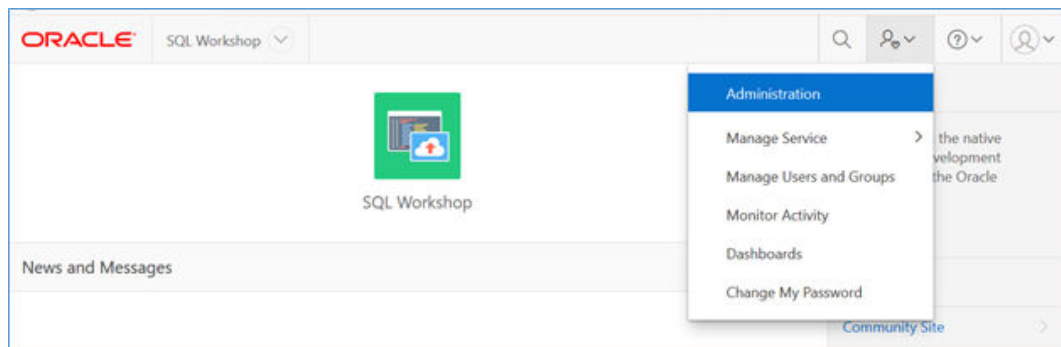 ORACLE
SQL Workshop
Administration
Manage Service
the native
Manage Users and Groups
velopment
the Oracle
SQL Workshop
Monitor Activity
Dashboards
News and Messages
Change My Password
Community Site